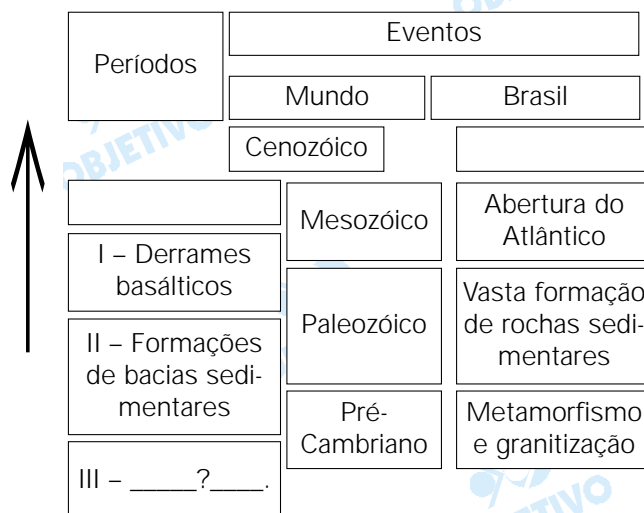 Períodos
Eventos
Mundo
Brasil
Cenozóico
Mesozóico
Abertura do
Atlântico
I – Derrames
basálticos
Paleozóico
Vasta formação
de rochas sedi-
mentares
II – Formações
de bacias sedi-
mentares
Pré-
Cambriano
Metamorfismo
e granitização
III – _____?____.
OBJETIVO